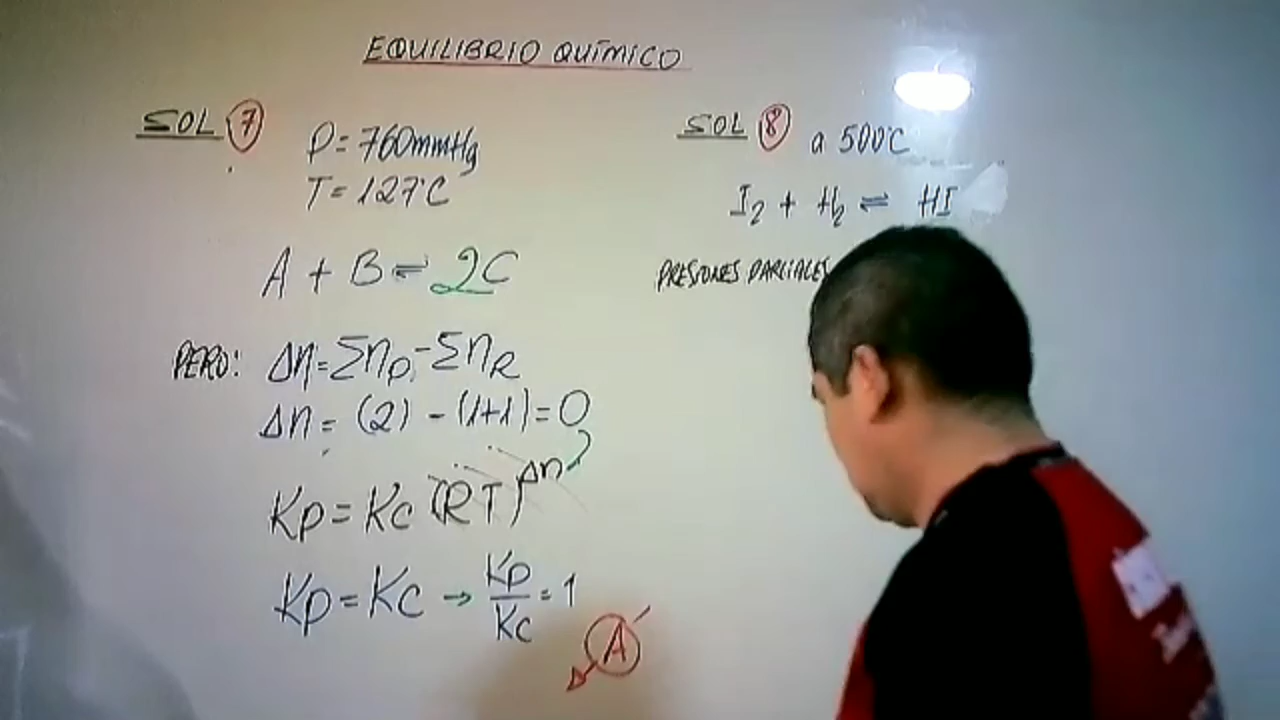 EQUILIBRIO QUÍMICO
SOL 7
P= 760mmHg
T= 127°C
A + B ⇌ 2C
PERO: Δn= Σnp - ΣnR
Δn = (2) - (1+1) = 0
Kp = Kc (RT)^Δn
Kp = Kc → Kp/Kc = 1
A
SOL 8 a 500°C
I₂ + H₂ ⇌ HI
PRESIONES PARCIALES